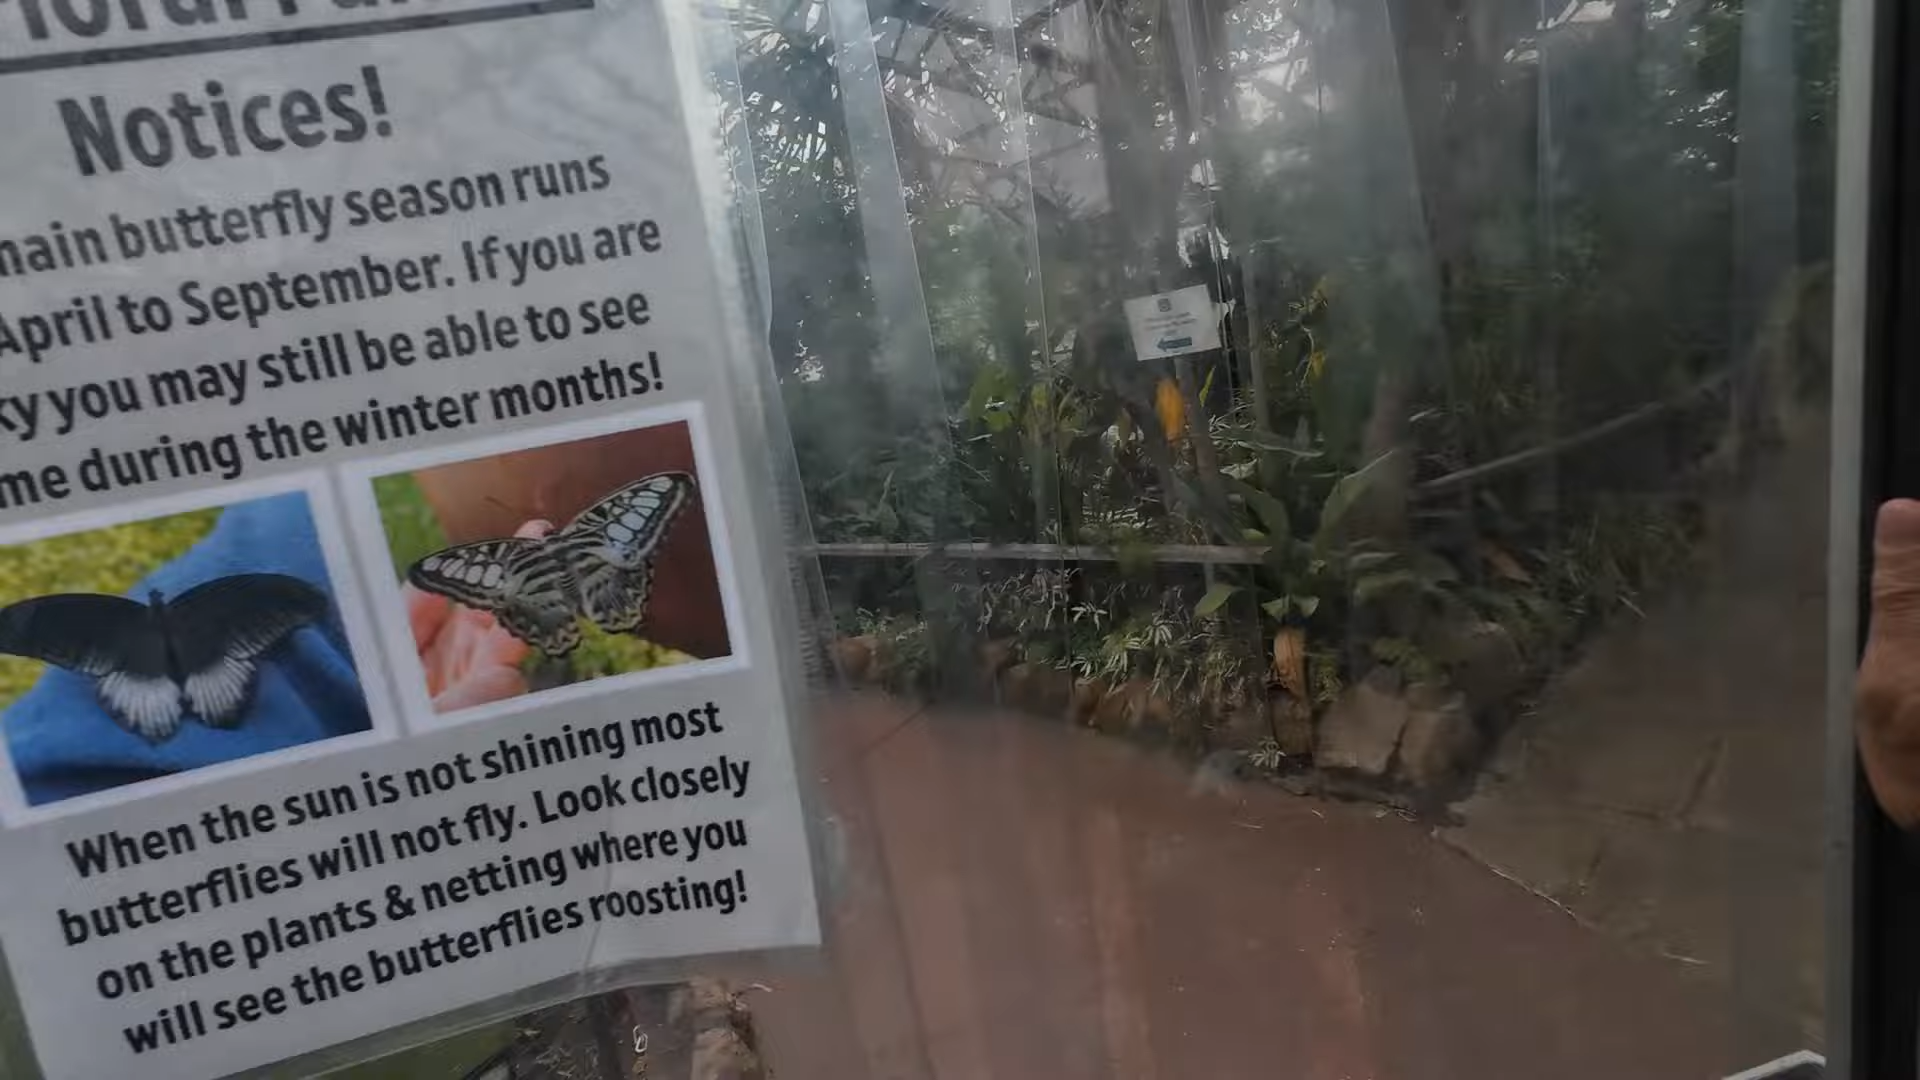 Notices!
main butterfly season runs
April to September. If you are
ky you may still be able to see
me during the winter months!
When the sun is not shining most
butterflies will not fly. Look closely
on the plants & netting where you
will see the butterflies roosting!